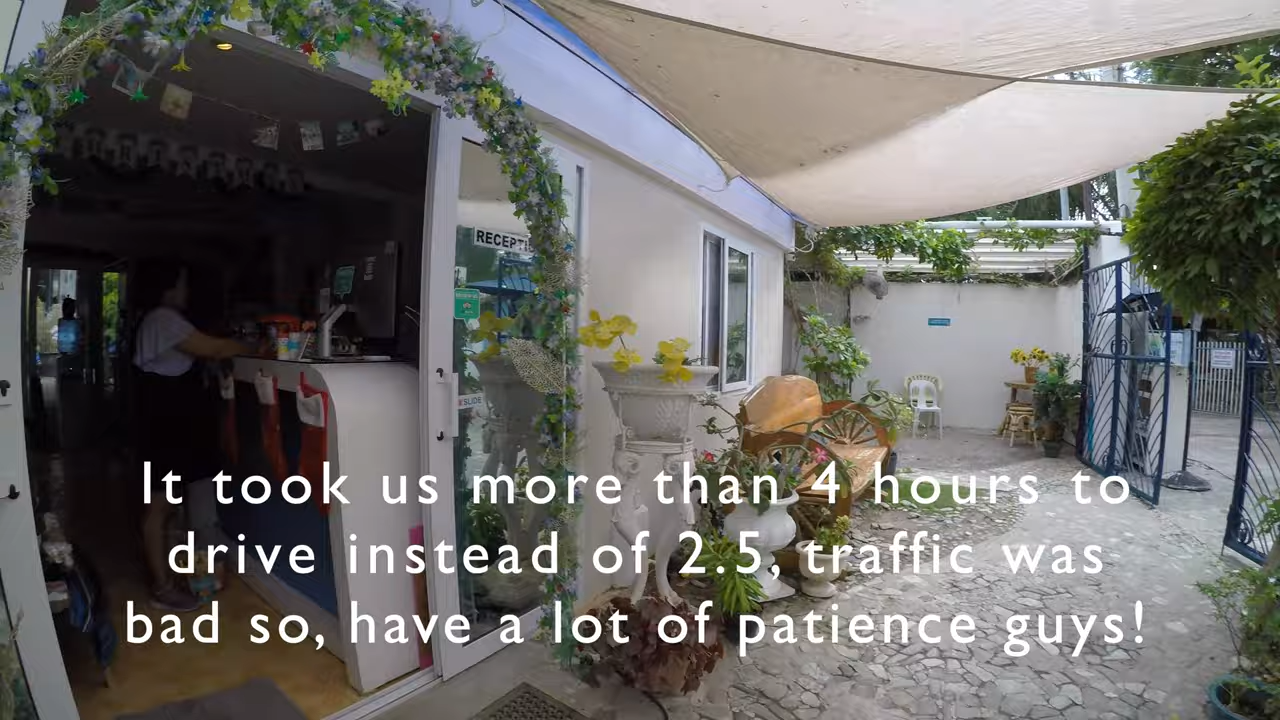 RECEPTI
SLIDE
It took us more than 4 hours to
drive instead of 2.5, traffic was
bad so, have a lot of patience guys!